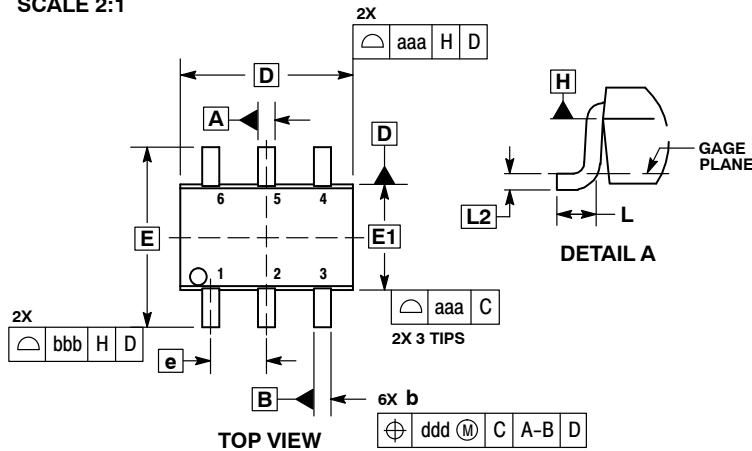 SCALE 2:1
2X
aaa H D
D
A
D
H
GAGE
PLANE
6 5 4
E
E1
L2
L
1 2 3
DETAIL A
aaa C
2X 3 TIPS
2X
bbb H D
e
B
6X b
ddd Ⓜ C A-B D
TOP VIEW